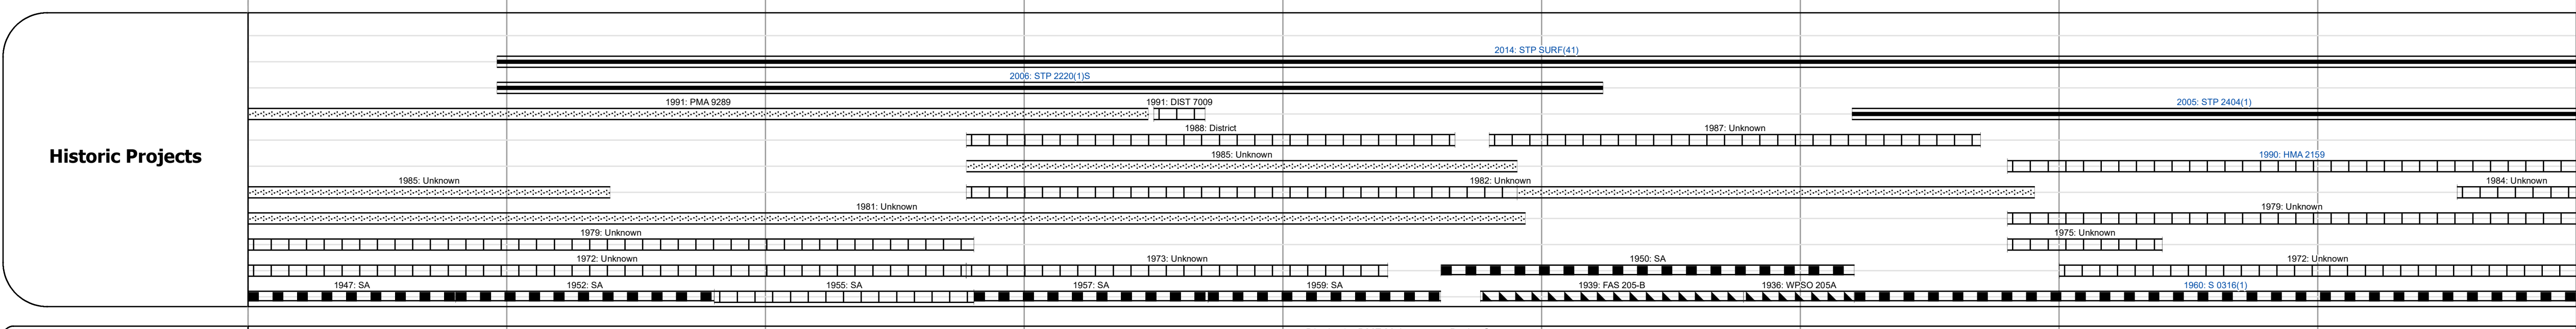 2014: STP SURF(41)
2006: STP 2220(1)S
1991: PMA 9289
1991: DIST 7009
2005: STP 2404(1)
1988: District
1987: Unknown
Historic Projects
1985: Unknown
1990: HMA 2159
1985: Unknown
1982: Unknown
1984: Unknown
1981: Unknown
1979: Unknown
1979: Unknown
1975: Unknown
1972: Unknown
1973: Unknown
1950: SA
1972: Unknown
1947: SA
1952: SA
1955: SA
1957: SA
1959: SA
1939: FAS 205-B
1936: WPSO 205A
1960: S 0316(1)